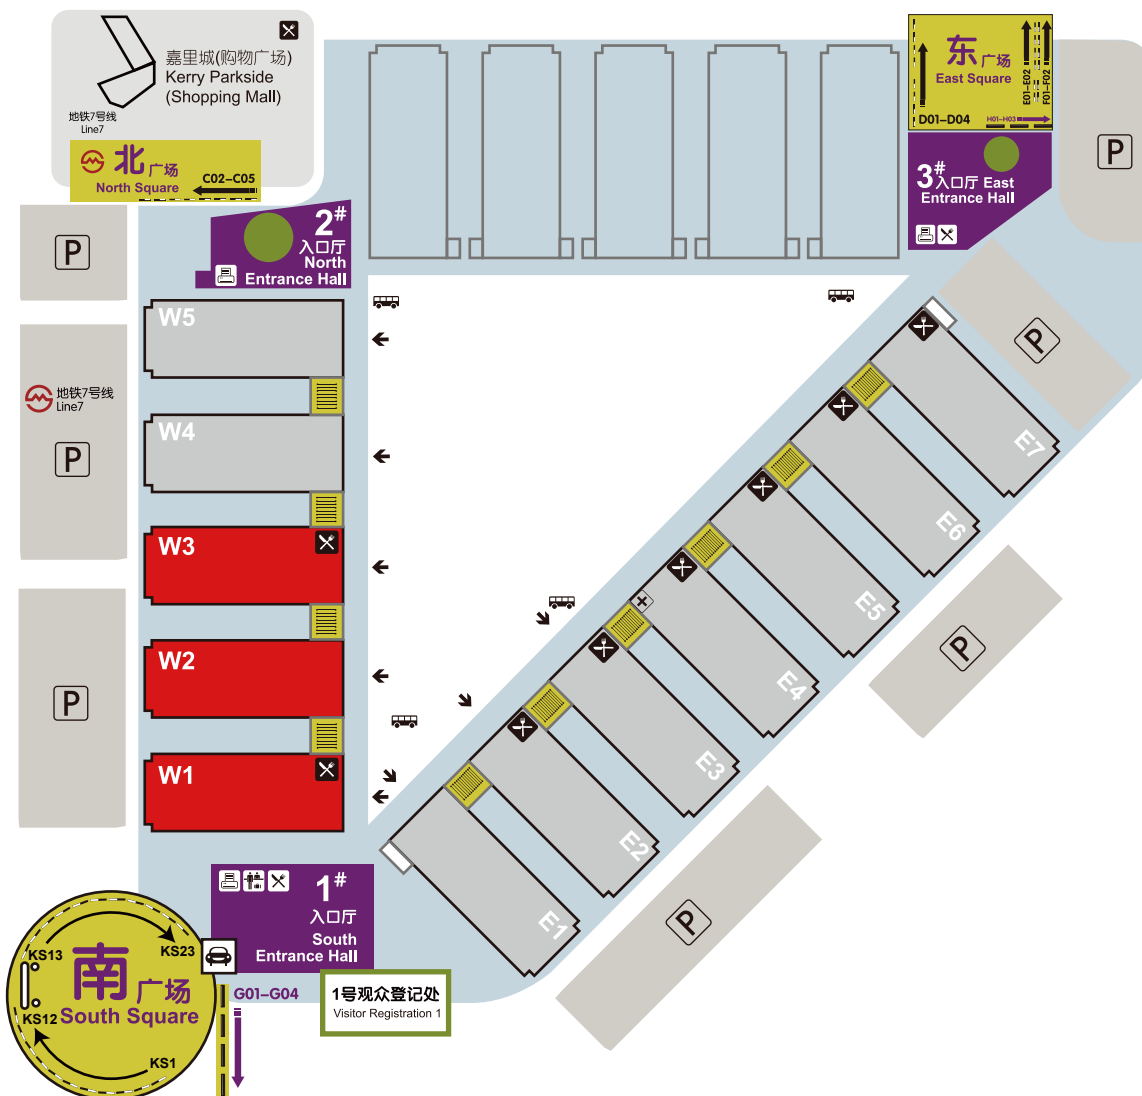 嘉里城(购物广场)
Kerry Parkside
(Shopping Mall)
地铁7号线
Line7
北广场
North Square
C02-C05
东广场
East Square
D01-D04
E01-E02
F01-F02
H01-H03
P
3#
入口厅 East
Entrance Hall
2#
入口厅
North
Entrance Hall
P
W5
地铁7号线
Line7
P
W4
W3
W2
W1
P
P
E7
E6
E5
E4
E3
E2
E1
P
P
1#
入口厅
South
Entrance Hall
KS13
KS23
南广场
South Square
KS12
KS1
G01-G04
1号观众登记处
Visitor Registration 1